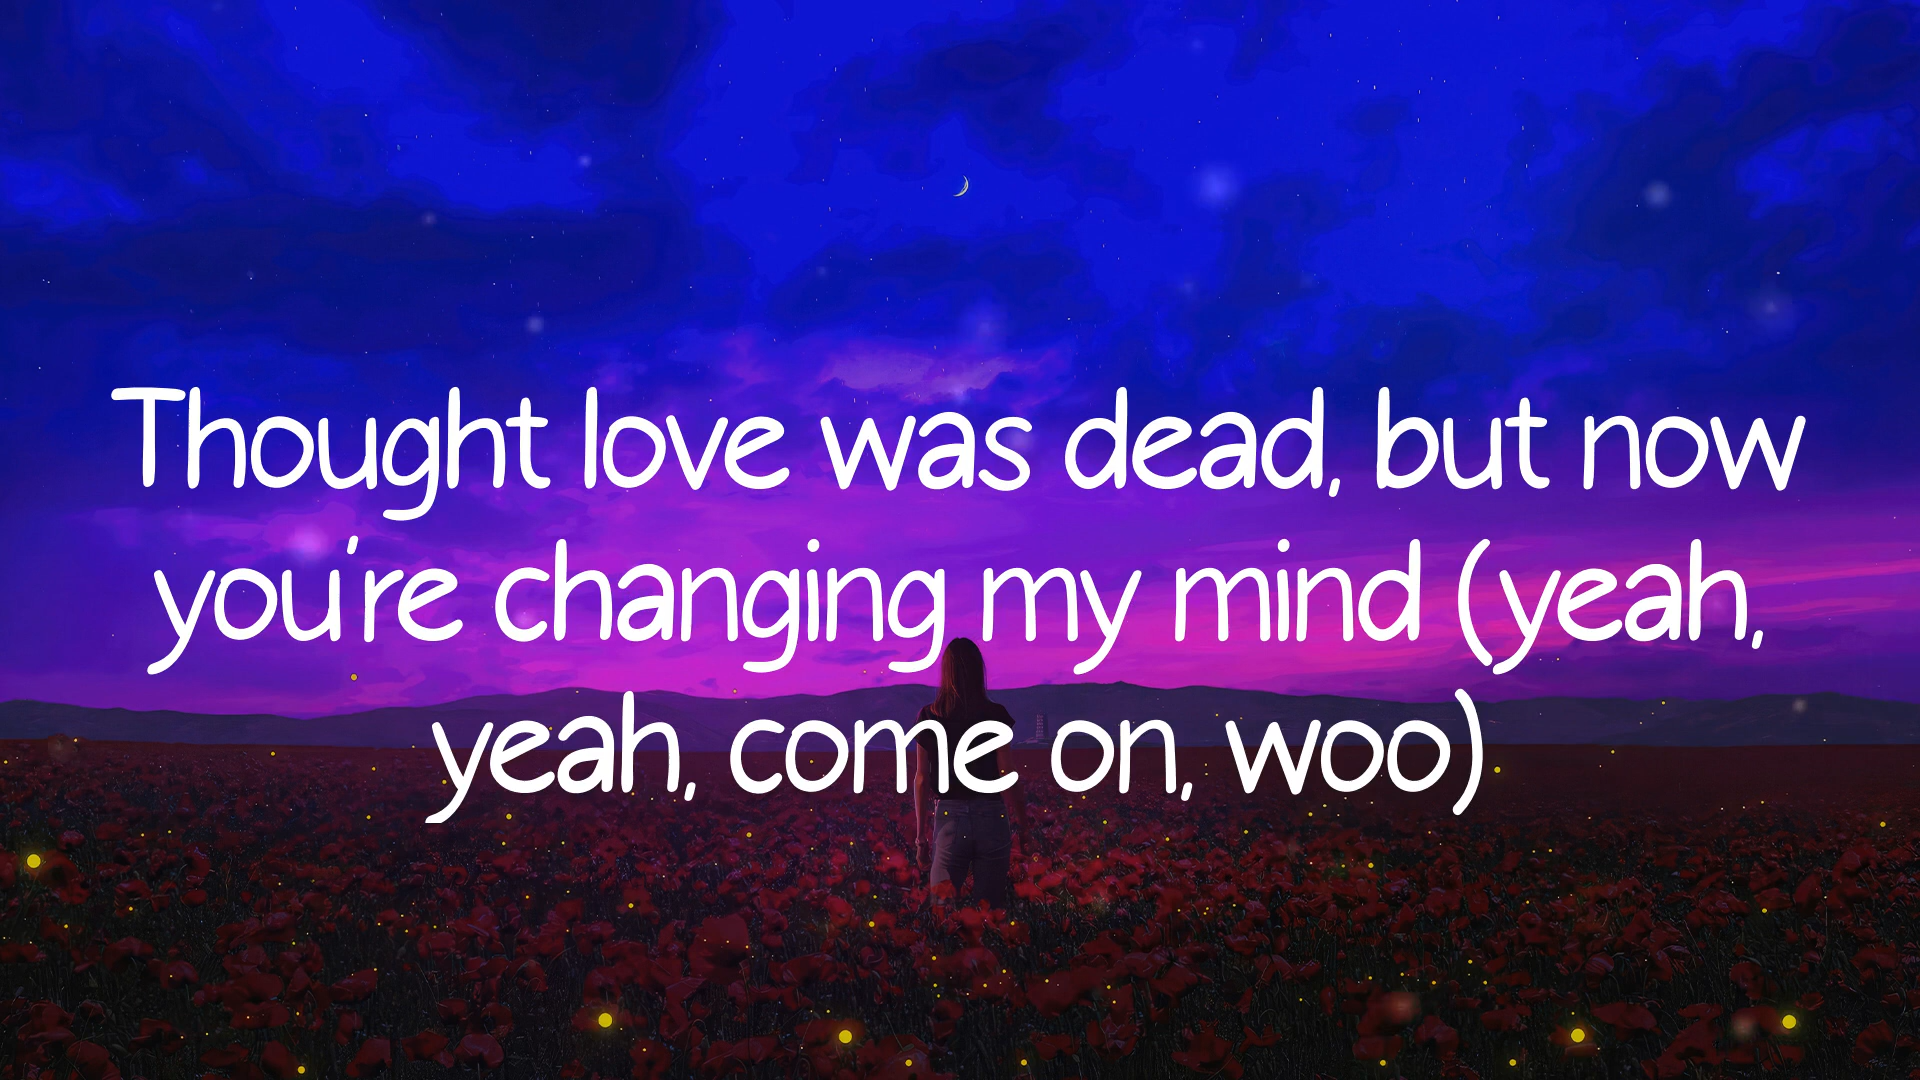 Thought love was dead, but now
you're changing my mind (yeah,
yeah, come on, woo)